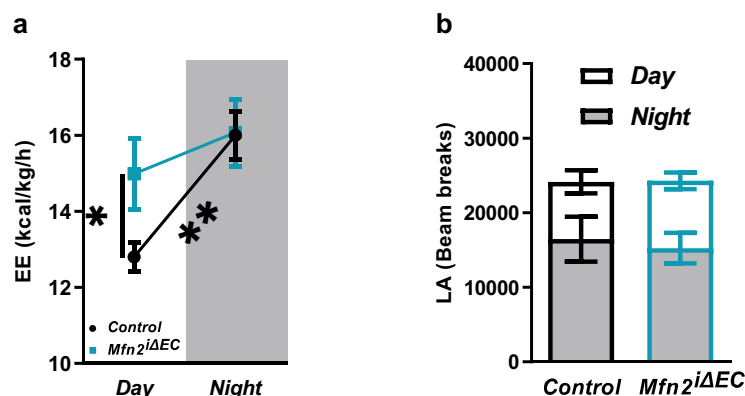 a
EE (kcal/kg/h)
18
16
14
12
10
*
**
Control
Mfn2iΔEC
Day
Night
b
LA (Beam breaks)
40000
30000
20000
10000
0
Day
Night
Control
Mfn2iΔEC